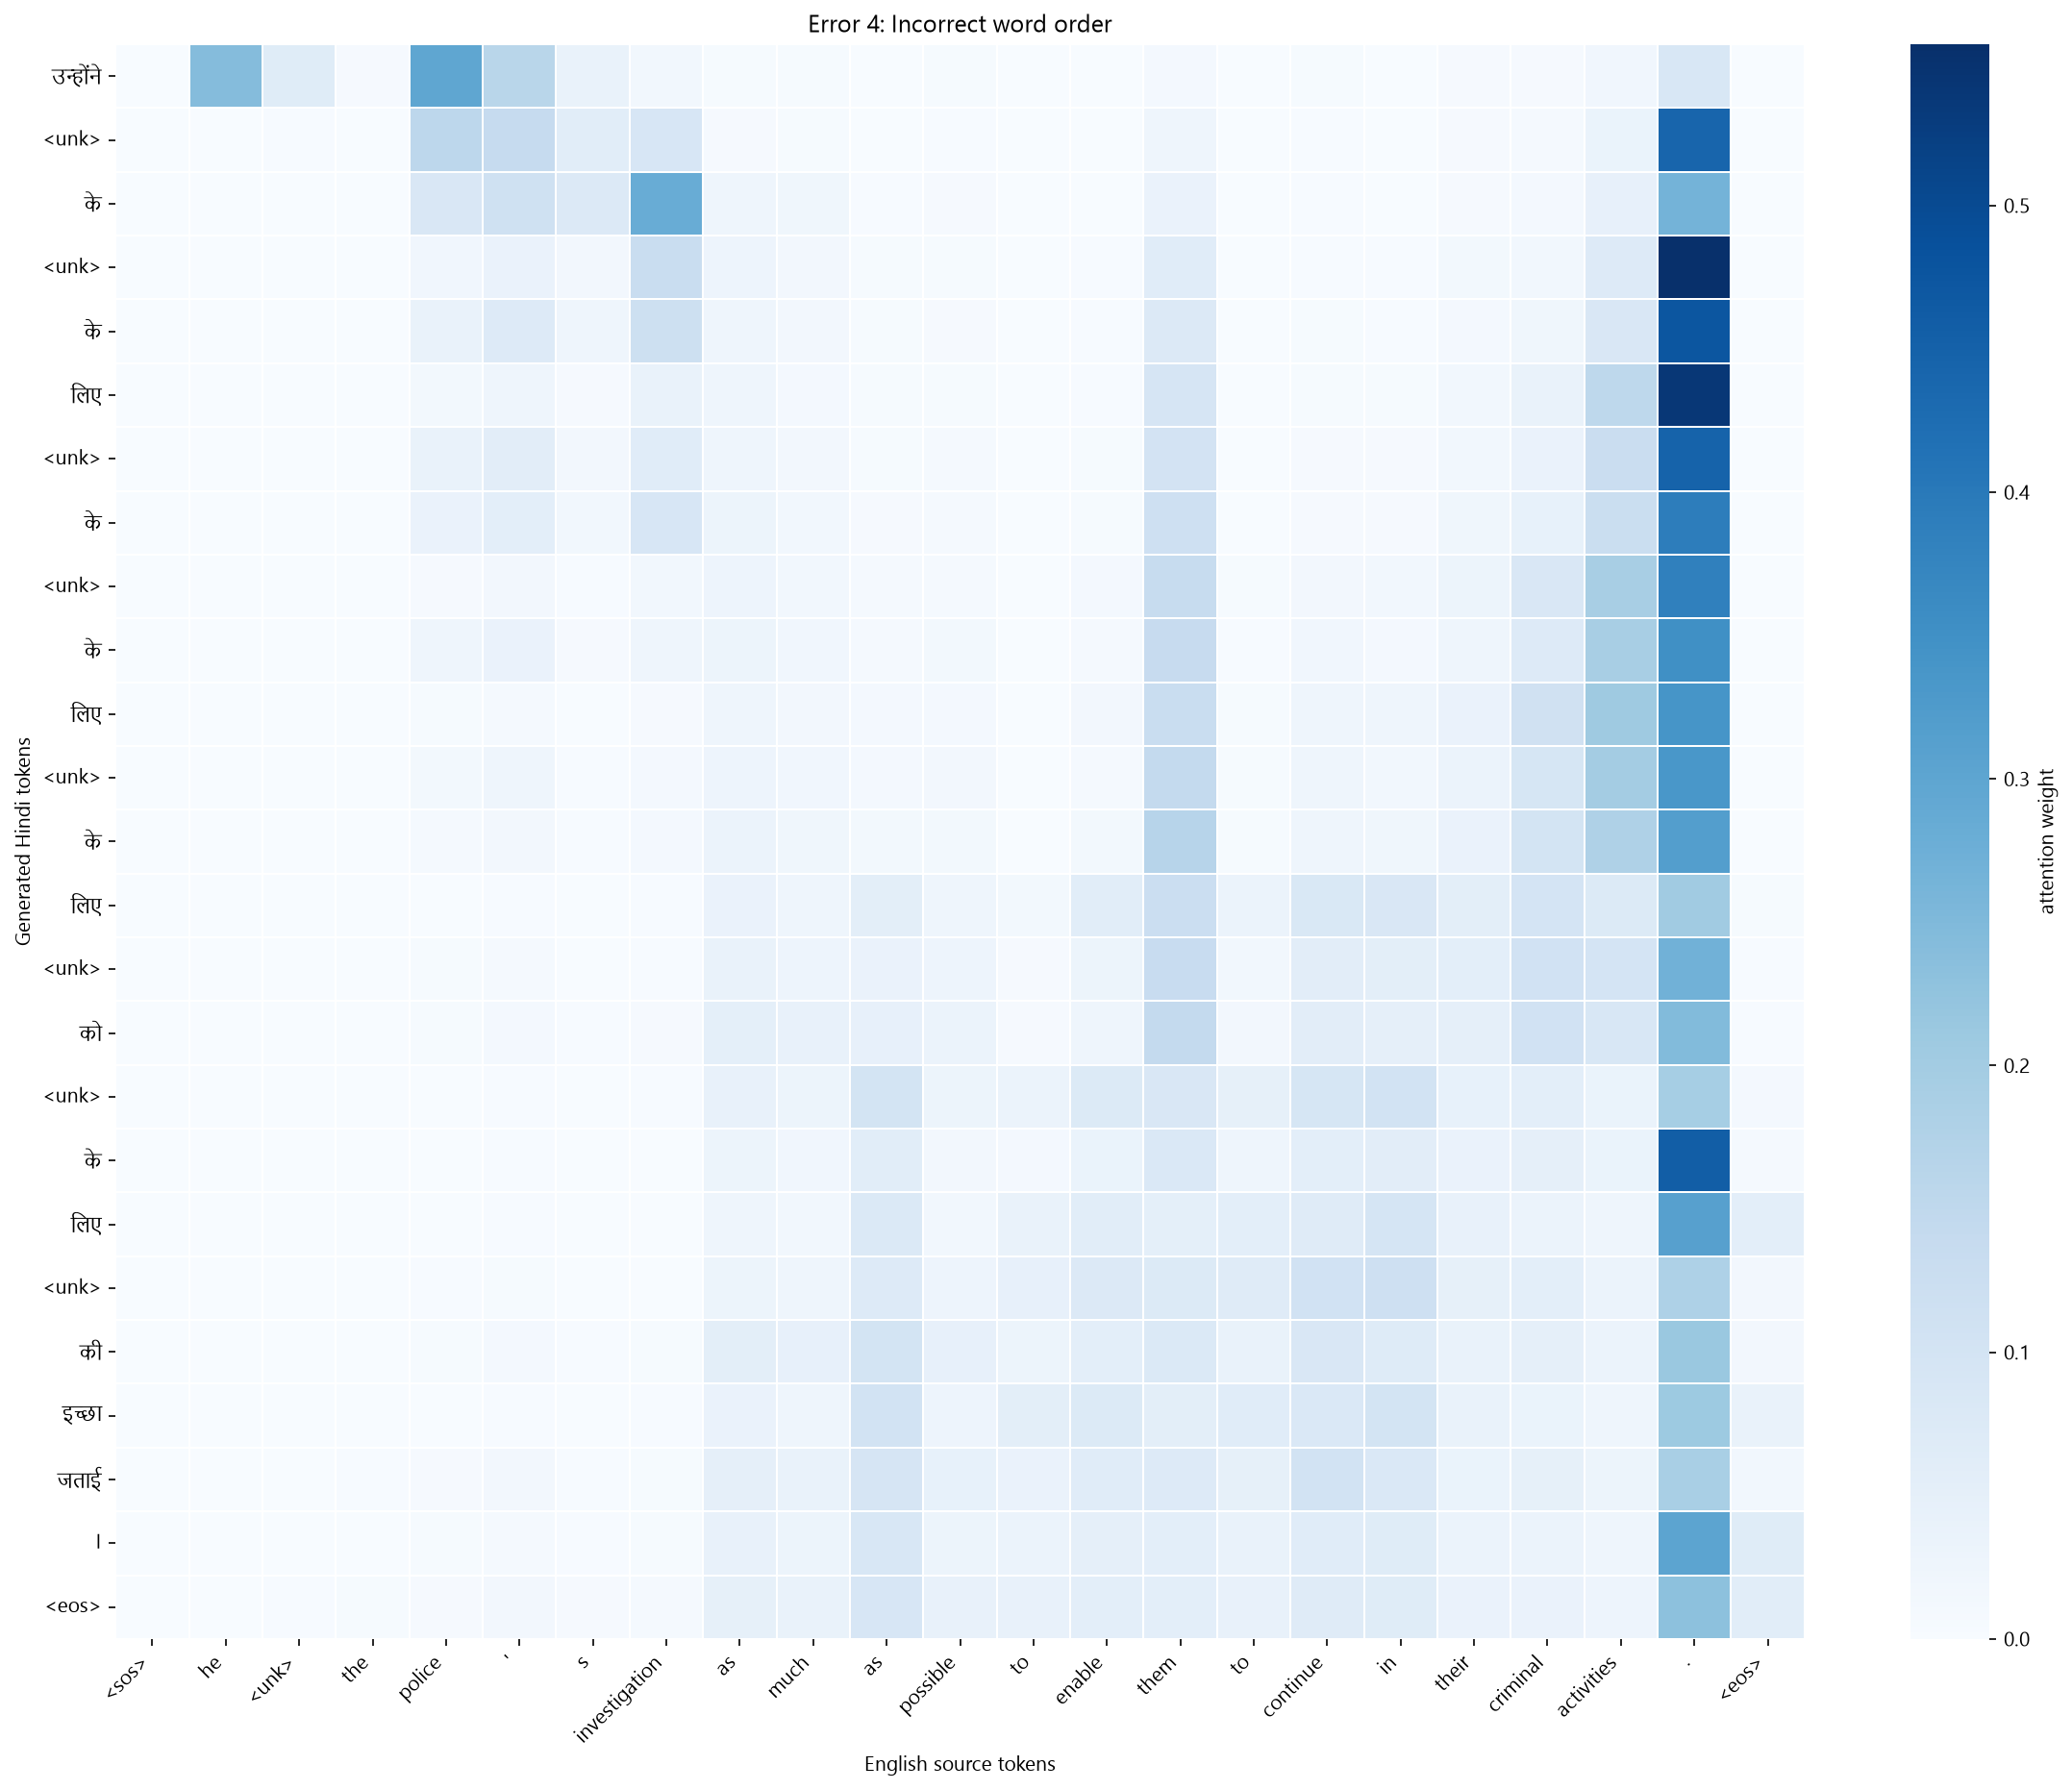 Error 4: Incorrect word order
Generated Hindi tokens
उन्होंने
<unk>
के
<unk>
के
लिए
<unk>
के
<unk>
के
लिए
<unk>
के
लिए
<unk>
को
<unk>
के
लिए
<unk>
की
इच्छा
जताई
।
<eos>
<sos>
he
<unk>
the
police
'
s
investigation
as
much
as
possible
to
enable
them
to
continue
in
their
criminal
activities
.
<eos>
English source tokens
0.5
0.4
0.3
0.2
0.1
0.0
attention weight